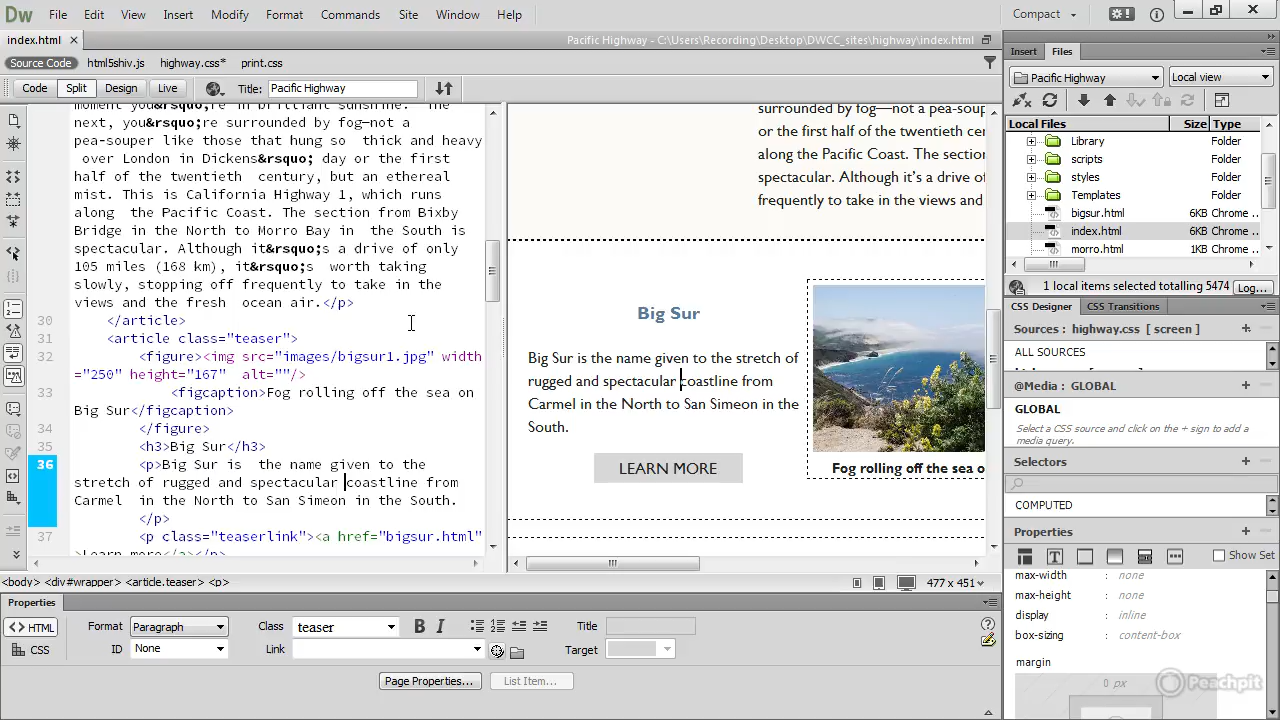 Dw File Edit View Insert Modify Format Commands Site Window Help Compact
index.html Pacific Highway - C:\Users\Recording\Desktop\DWCC_sites\highway\index.html
Source Code html5shiv.js highway.css* print.css
Code Split Design Live Title: Pacific Highway
moment you&rsquo;re in brilliant sunshine. The
next, you&rsquo;re surrounded by fog—not a
pea-souper like those that hung so thick and heavy
over London in Dickens&rsquo; day or the first
half of the twentieth century, but an ethereal
mist. This is California Highway 1, which runs
along the Pacific Coast. The section from Bixby
Bridge in the North to Morro Bay in the South is
spectacular. Although it&rsquo;s a drive of only
105 miles (168 km), it&rsquo;s worth taking
slowly, stopping off frequently to take in the
views and the fresh ocean air.</p>
30 </article>
31 <article class="teaser">
32 <figure><img src="images/bigsur1.jpg" width
="250" height="167" alt=""/>
33 <figcaption>Fog rolling off the sea on
Big Sur</figcaption>
34 </figure>
35 <h3>Big Sur</h3>
36 <p>Big Sur is the name given to the
stretch of rugged and spectacular coastline from
Carmel in the North to San Simeon in the South.
</p>
37 <p class="teaserlink"><a href="bigsur.html"
>Learn more</a></p>
surrounded by fog—not a pea-soup
or the first half of the twentieth cen
along the Pacific Coast. The section
spectacular. Although it’s a drive of
frequently to take in the views and
Big Sur
Big Sur is the name given to the stretch of
rugged and spectacular coastline from
Carmel in the North to San Simeon in the
South.
LEARN MORE
Fog rolling off the sea o
<body> <div#wrapper> <article.teaser> <p> 477 x 451
Properties
HTML Format Paragraph Class teaser B I Title
CSS ID None Link Target
Page Properties... List Item...
Insert Files
Pacific Highway Local view
Local Files Size Type
Library Folder
scripts Folder
styles Folder
Templates Folder
bigsur.html 6KB Chrome
index.html 6KB Chrome
morro.html 1KB Chrome
1 local items selected totalling 5474 Log...
CSS Designer CSS Transitions
Sources : highway.css [ screen ]
ALL SOURCES
@Media : GLOBAL
GLOBAL
Select a CSS source and click on the + sign to add a
media query.
Selectors
COMPUTED
Properties
Show Set
max-width : none
max-height : none
display : inline
box-sizing : content-box
margin
0 px
Peachpit